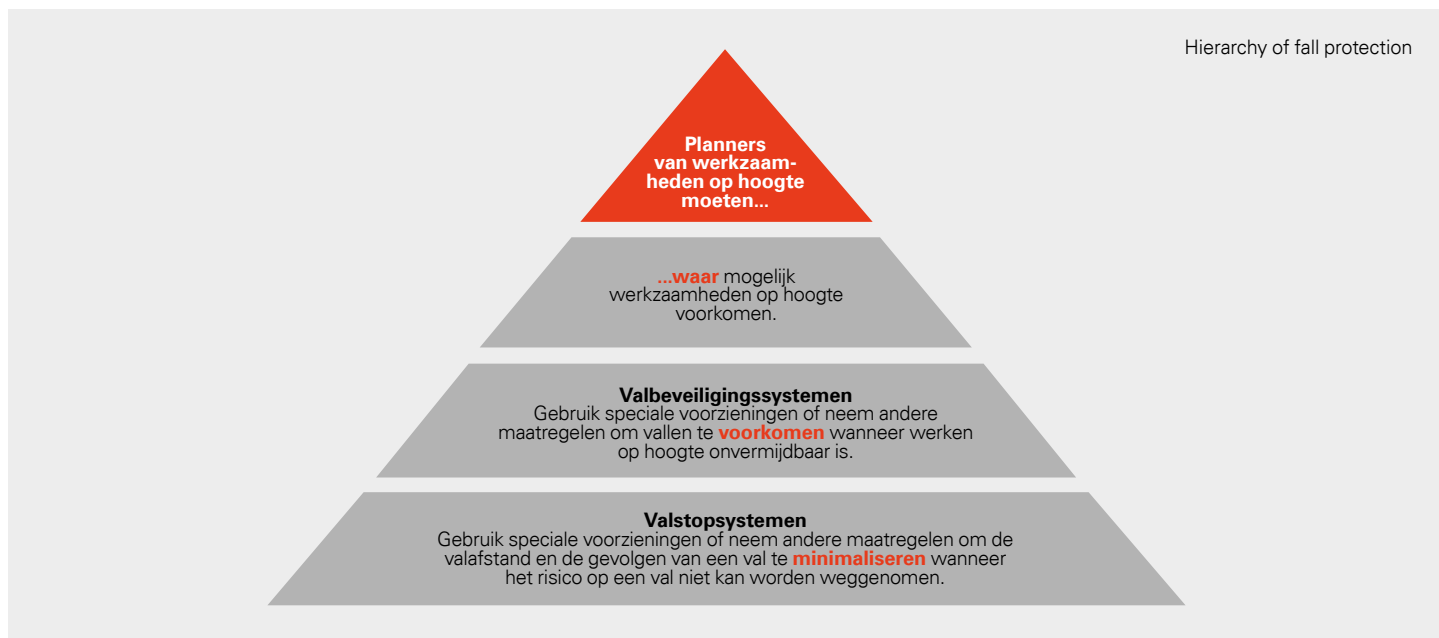 Hierarchy of fall protection
Planners
van werkzaam-
heden op hoogte
moeten...
...waar mogelijk
werkzaamheden op hoogte
voorkomen.
Valbeveiligingssystemen
Gebruik speciale voorzieningen of neem andere
maatregelen om vallen te voorkomen wanneer werken
op hoogte onvermijdbaar is.
Valstopsystemen
Gebruik speciale voorzieningen of neem andere maatregelen om de
valafstand en de gevolgen van een val te minimaliseren wanneer
het risico op een val niet kan worden weggenomen.